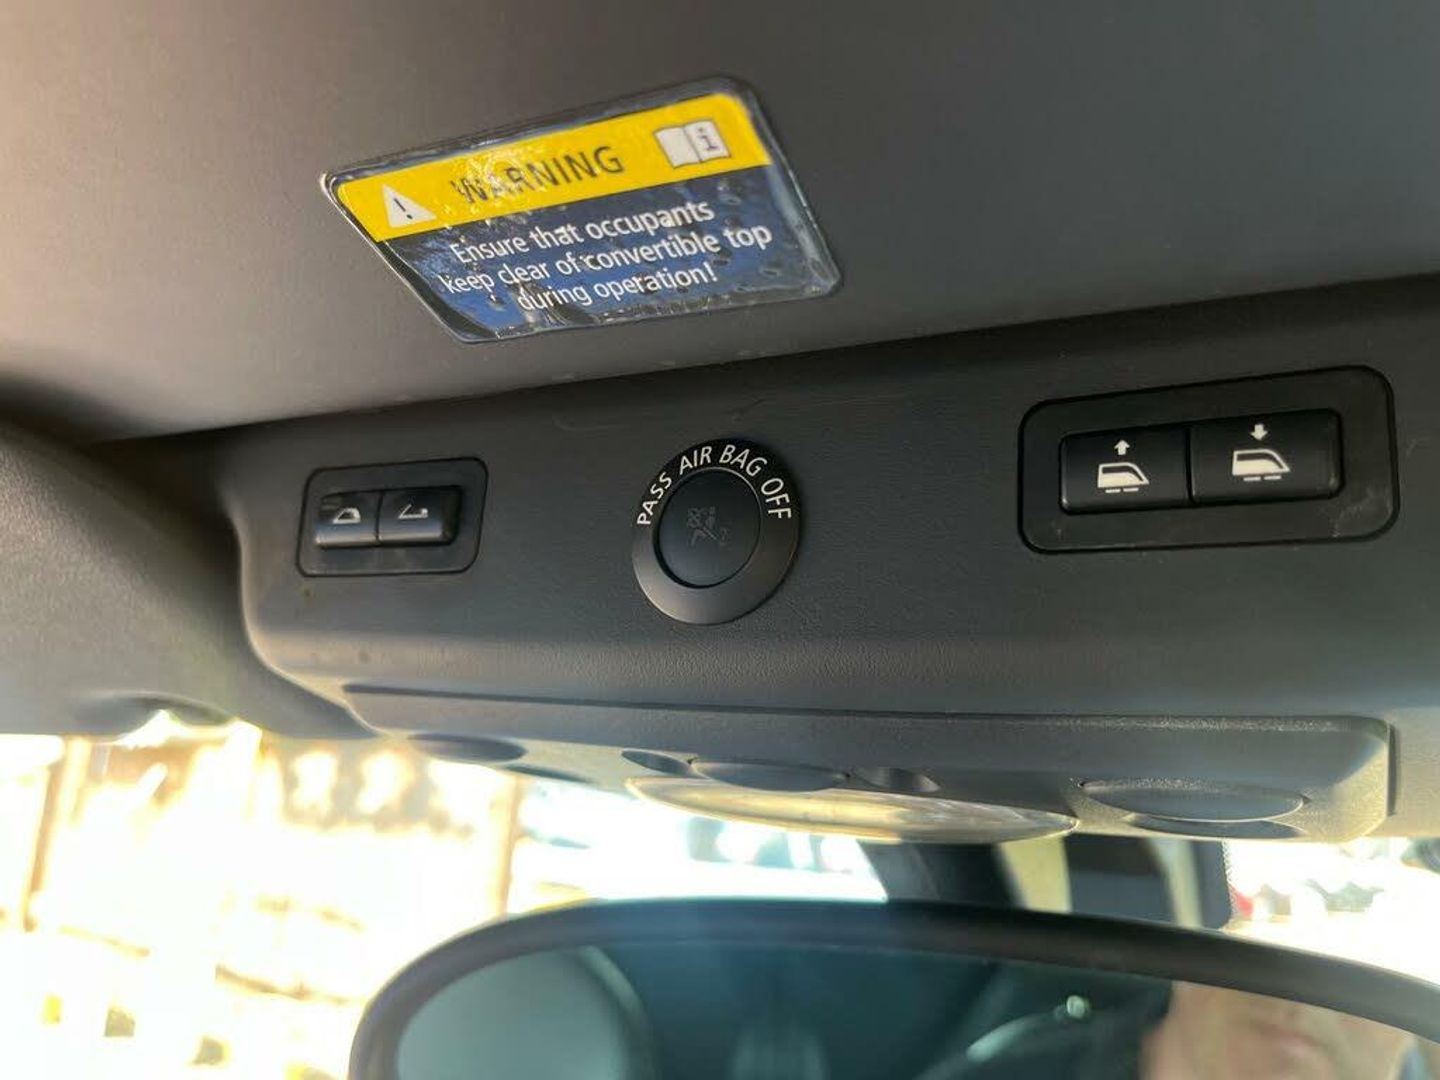 WARNING
Ensure that occupants
keep clear of convertible top
during operation!
PASS AIR BAG OFF